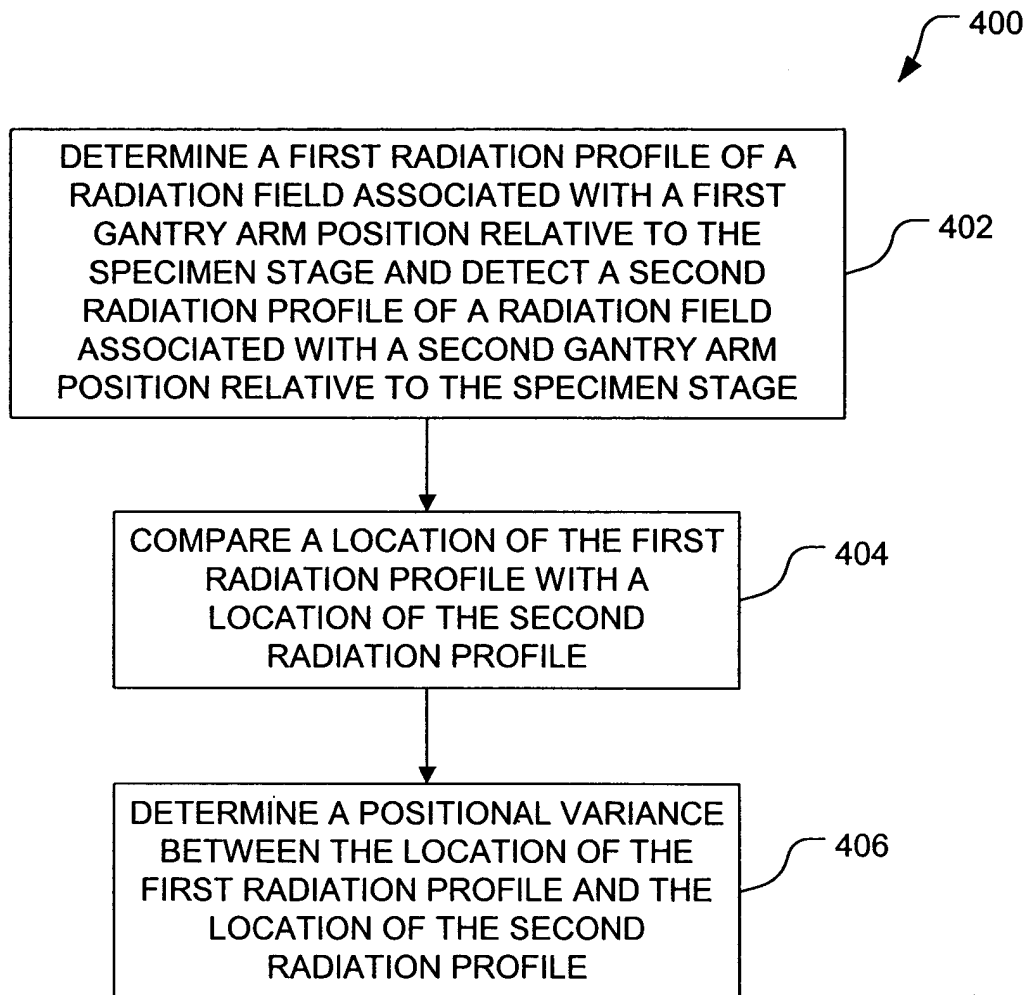 400
DETERMINE A FIRST RADIATION PROFILE OF A
RADIATION FIELD ASSOCIATED WITH A FIRST
GANTRY ARM POSITION RELATIVE TO THE
SPECIMEN STAGE AND DETECT A SECOND
RADIATION PROFILE OF A RADIATION FIELD
ASSOCIATED WITH A SECOND GANTRY ARM
POSITION RELATIVE TO THE SPECIMEN STAGE
402
COMPARE A LOCATION OF THE FIRST
RADIATION PROFILE WITH A
LOCATION OF THE SECOND
RADIATION PROFILE
404
DETERMINE A POSITIONAL VARIANCE
BETWEEN THE LOCATION OF THE
FIRST RADIATION PROFILE AND THE
LOCATION OF THE SECOND
RADIATION PROFILE
406